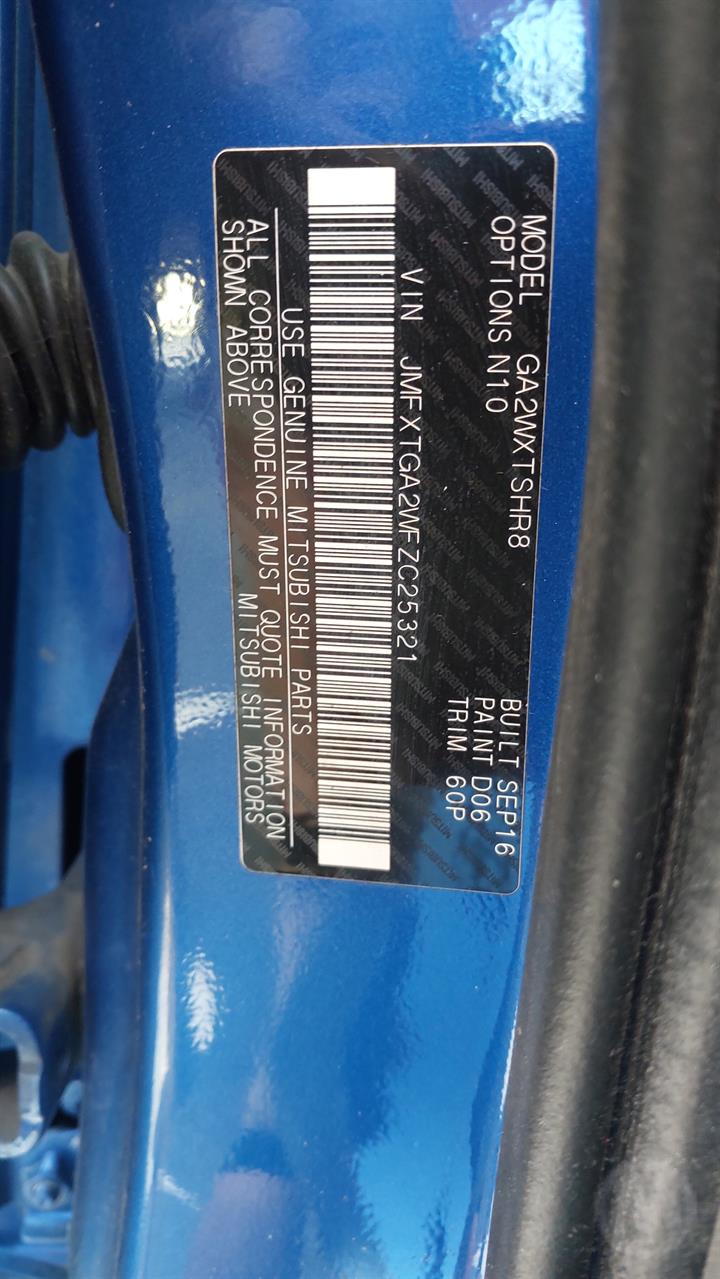 MODEL GA2WXTSHR8 BUILT SEP16
OPTIONS N10 PAINT D06
TRIM 60P
VIN JMFXTGA2WFZC25321
USE GENUINE MITSUBISHI PARTS
ALL CORRESPONDENCE MUST QUOTE INFORMATION
SHOWN ABOVE MITSUBISHI MOTORS